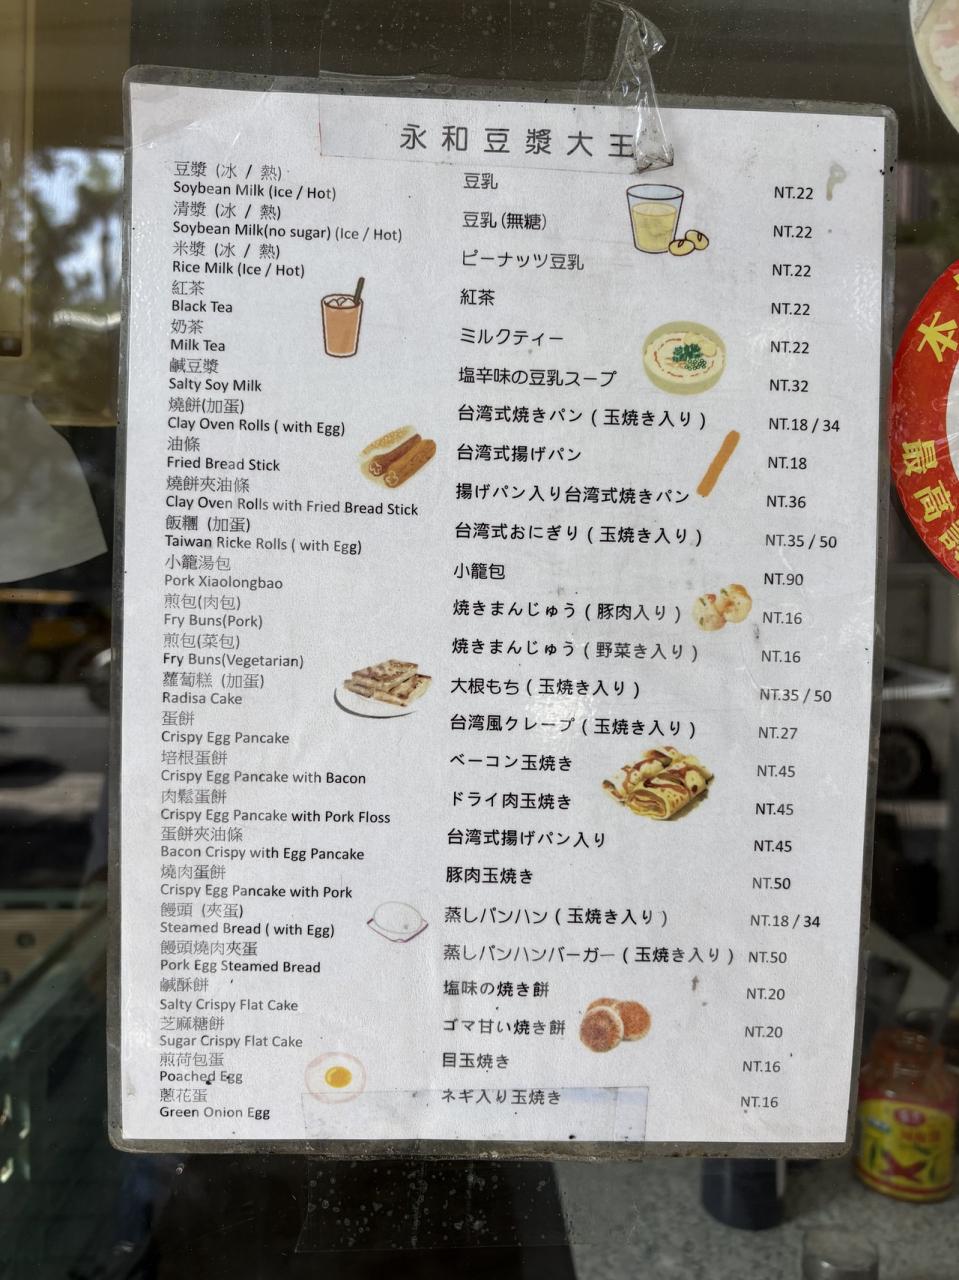 永和豆漿大王
豆漿 (冰 / 熱)
Soybean Milk (Ice / Hot)
豆乳
NT.22
清漿 (冰 / 熱)
Soybean Milk(no sugar) (Ice / Hot)
豆乳(無糖)
NT.22
米漿 (冰 / 熱)
Rice Milk (Ice / Hot)
ピーナッツ豆乳
NT.22
紅茶
Black Tea
紅茶
NT.22
奶茶
Milk Tea
ミルクティー
NT.22
鹹豆漿
Salty Soy Milk
塩辛味の豆乳スープ
NT.32
燒餅(加蛋)
Clay Oven Rolls ( with Egg)
台湾式焼きパン ( 玉焼き入り )
NT.18 / 34
油條
Fried Bread Stick
台湾式揚げパン
NT.18
燒餅夾油條
Clay Oven Rolls with Fried Bread Stick
揚げパン入り台湾式焼きパン
NT.36
飯糰 (加蛋)
Taiwan Ricke Rolls ( with Egg)
台湾式おにぎり ( 玉焼き入り )
NT.35 / 50
小籠湯包
Pork Xiaolongbao
小籠包
NT.90
煎包(肉包)
Fry Buns(Pork)
焼きまんじゅう ( 豚肉入り )
NT.16
煎包(菜包)
Fry Buns(Vegetarian)
焼きまんじゅう ( 野菜き入り )
NT.16
蘿蔔糕 (加蛋)
Radisa Cake
大根もち ( 玉焼き入り )
NT.35 / 50
蛋餅
Crispy Egg Pancake
台湾風クレープ ( 玉焼き入り )
NT.27
培根蛋餅
Crispy Egg Pancake with Bacon
ベーコン玉焼き
NT.45
肉鬆蛋餅
Crispy Egg Pancake with Pork Floss
ドライ肉玉焼き
NT.45
蛋餅夾油條
Bacon Crispy with Egg Pancake
台湾式揚げパン入り
NT.45
燒肉蛋餅
Crispy Egg Pancake with Pork
豚肉玉焼き
NT.50
饅頭 (夾蛋)
Steamed Bread ( with Egg)
蒸しパンハン ( 玉焼き入り )
NT.18 / 34
饅頭燒肉夾蛋
Pork Egg Steamed Bread
蒸しパンハンバーガー ( 玉焼き入り )
NT.50
鹹酥餅
Salty Crispy Flat Cake
塩味の焼き餅
NT.20
芝麻糖餅
Sugar Crispy Flat Cake
ゴマ甘い焼き餅
NT.20
煎荷包蛋
Poached Egg
目玉焼き
NT.16
蔥花蛋
Green Onion Egg
ネギ入り玉焼き
NT.16
本
最高